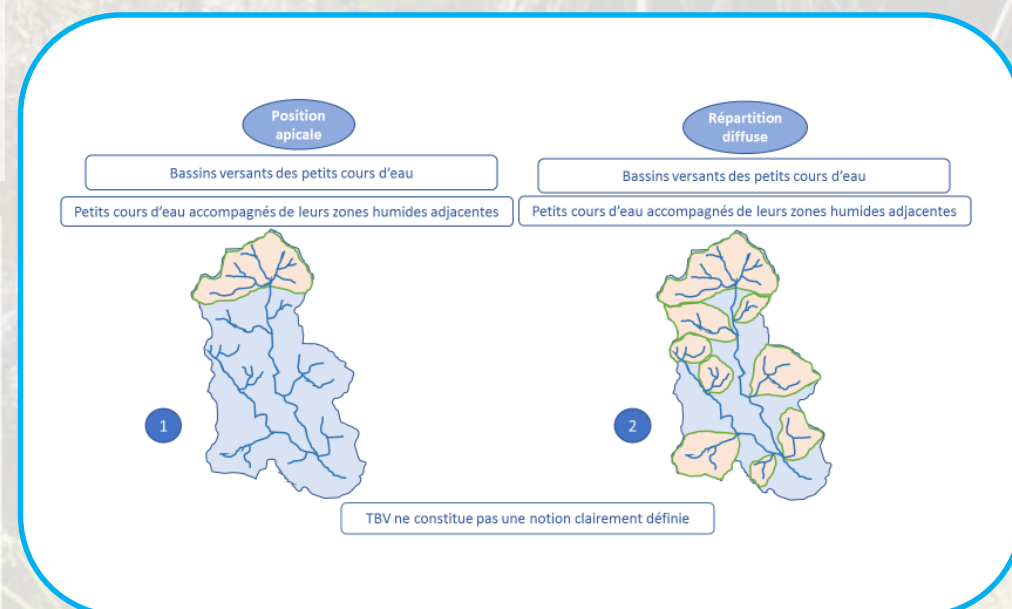 Position
apicale
Bassins versants des petits cours d'eau
Petits cours d'eau accompagnés de leurs zones humides adjacentes
1
Répartition
diffuse
Bassins versants des petits cours d'eau
Petits cours d'eau accompagnés de leurs zones humides adjacentes
2
TBV ne constitue pas une notion clairement définie